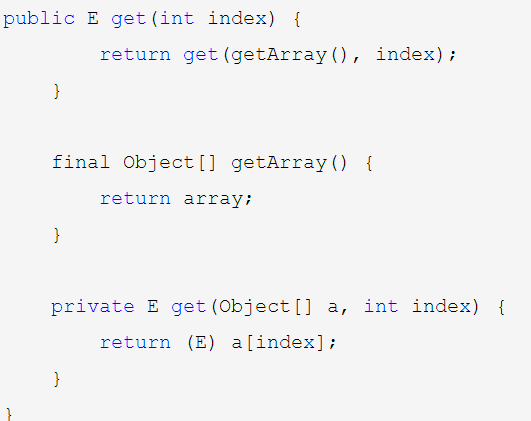 public E get(int index) {
        return get(getArray(), index);
    }

    final Object[] getArray() {
        return array;
    }

    private E get(Object[] a, int index) {
        return (E) a[index];
    }
}